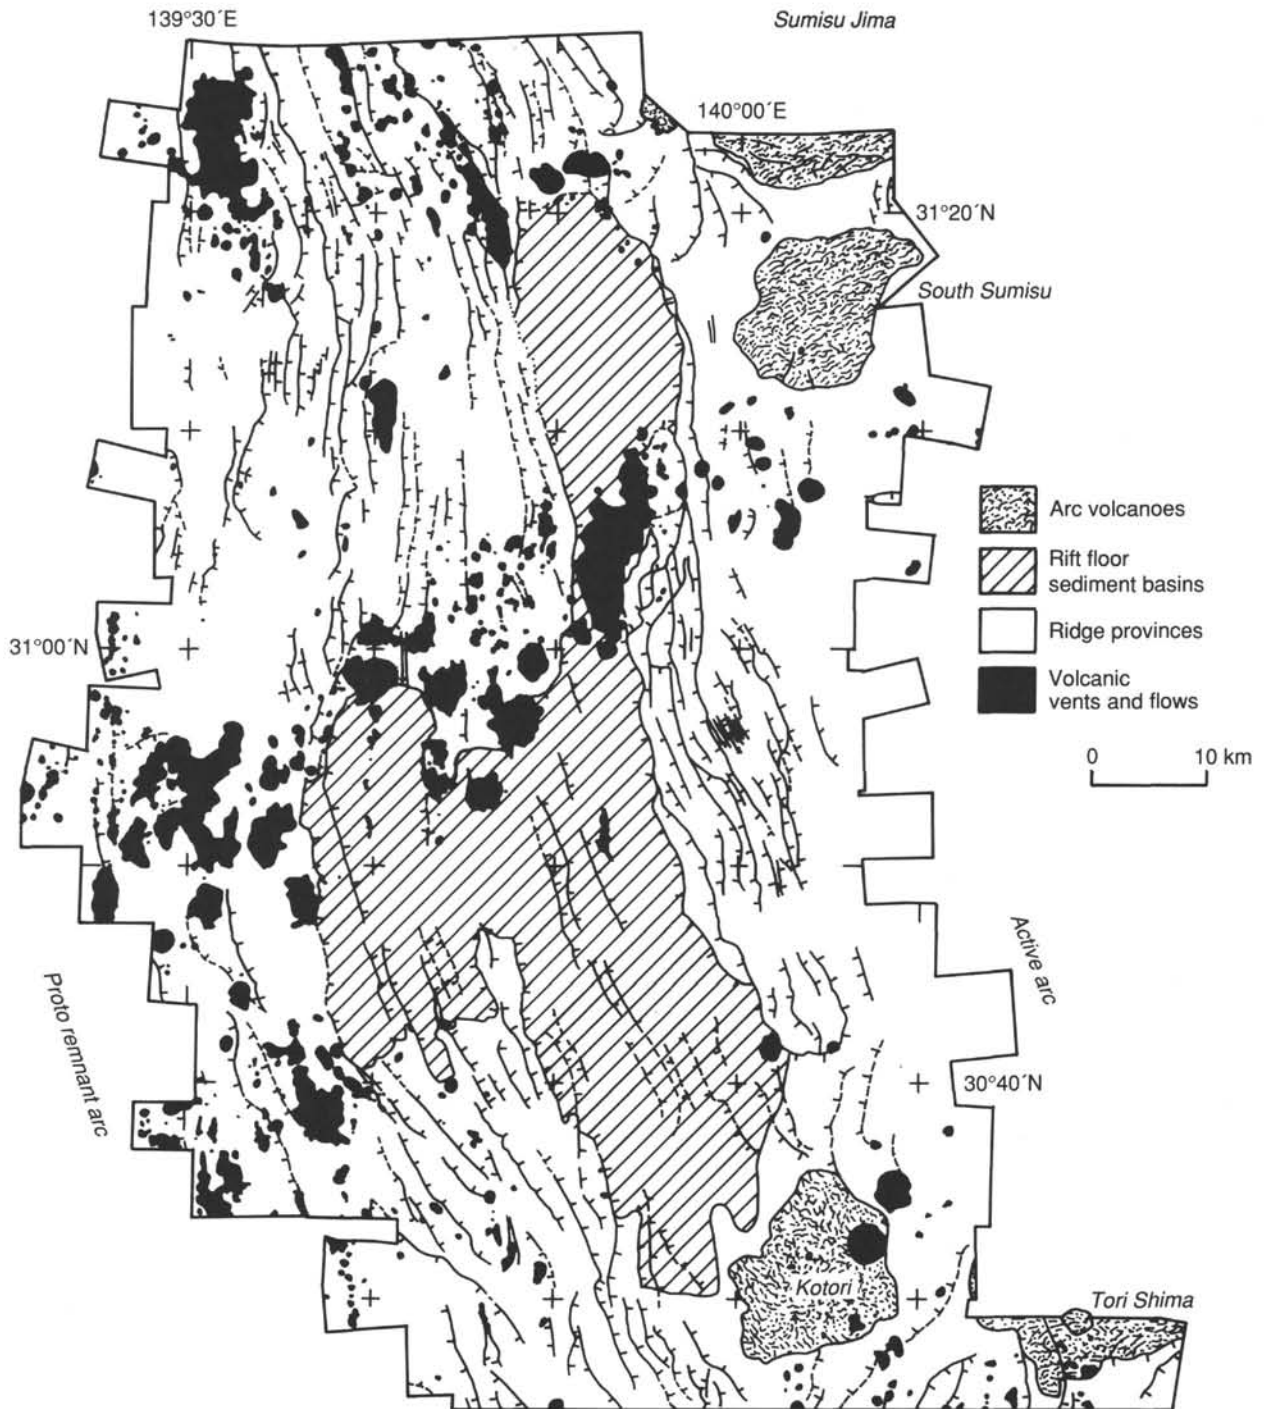 139°30´E
Sumisu Jima
140°00´E
31°20´N
South Sumisu
Arc volcanoes
Rift floor
sediment basins
Ridge provinces
31°00´N
Volcanic
vents and flows
0 10 km
Active arc
Proto remnant arc
30°40´N
Kotori
Tori Shima